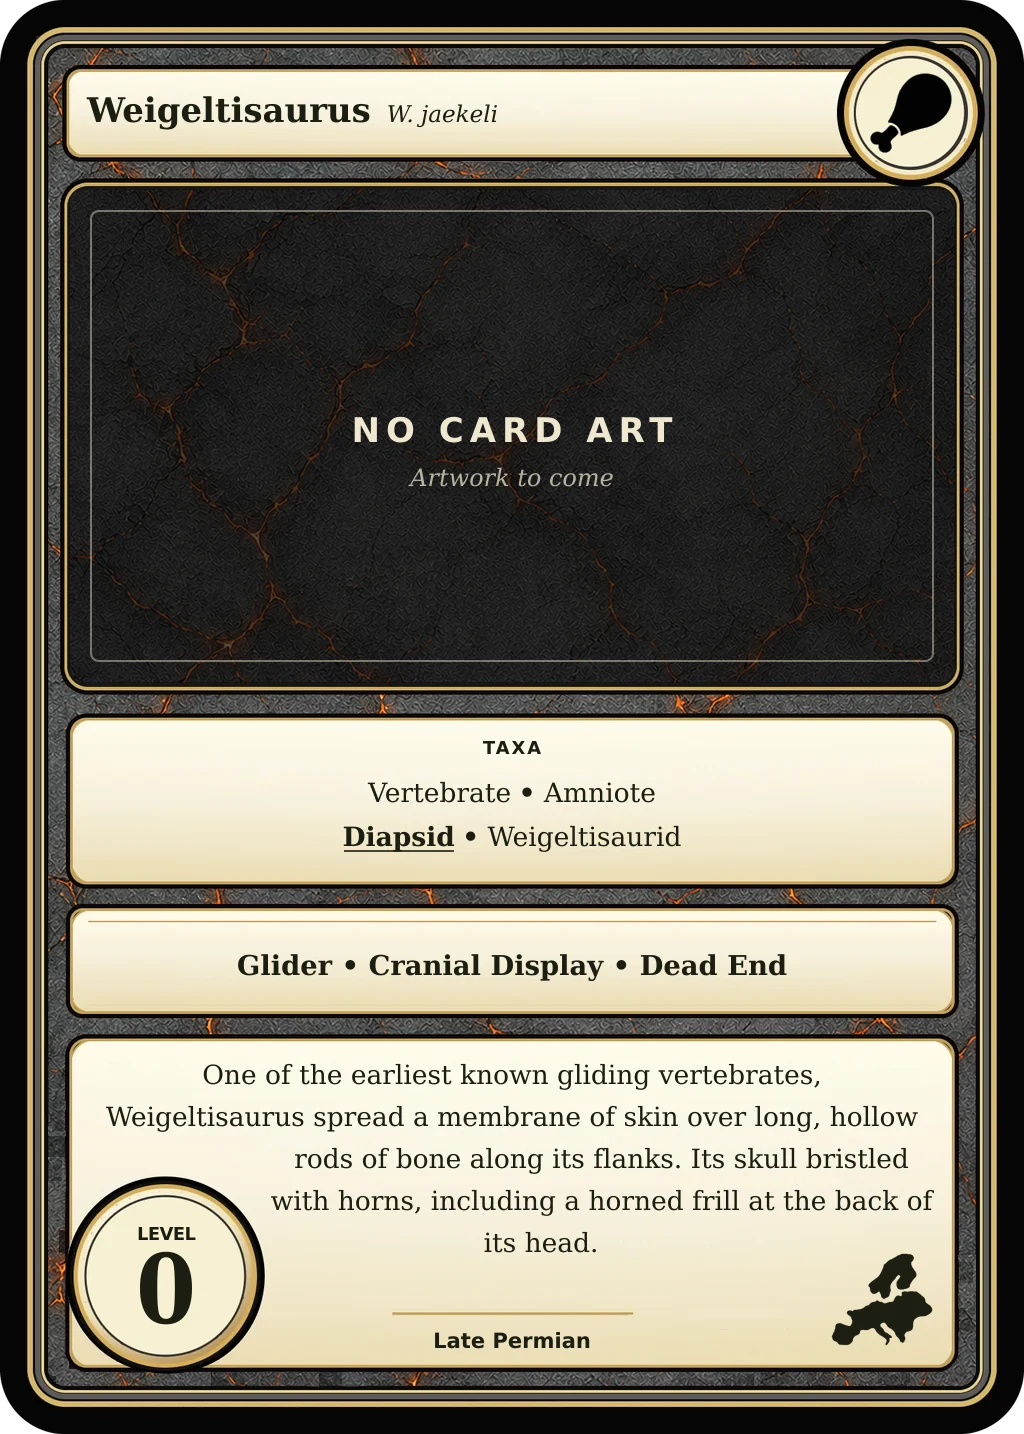 Weigeltisaurus W. jaekeli
NO CARD ART
Artwork to come
TAXA
Vertebrate • Amniote
Diapsid • Weigeltisaurid
Glider • Cranial Display • Dead End
One of the earliest known gliding vertebrates,
Weigeltisaurus spread a membrane of skin over long, hollow
rods of bone along its flanks. Its skull bristled
with horns, including a horned frill at the back of
its head.
LEVEL
0
Late Permian